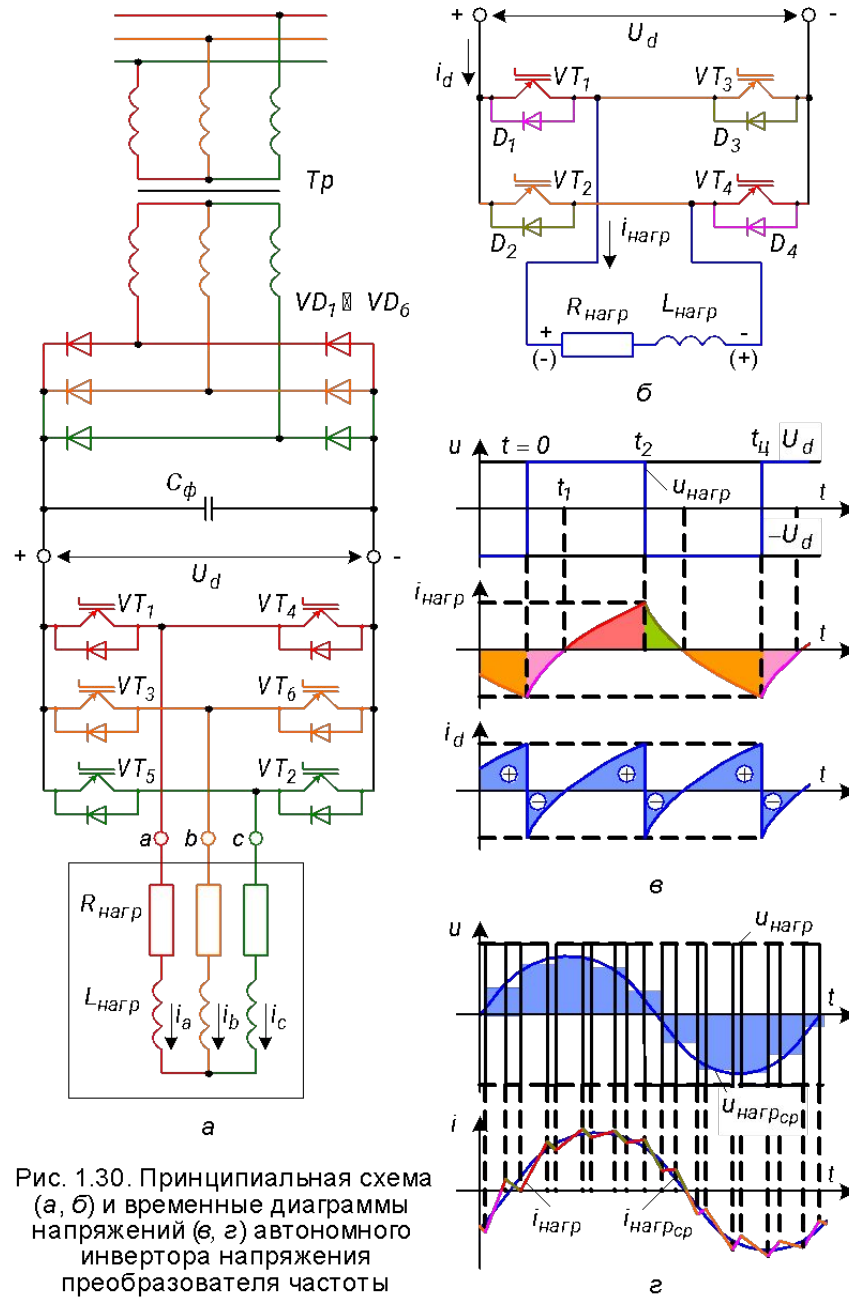 Тр
VD1 VD6
Cф
+ Ud -
VT1 VT4
VT3 VT6
VT5 VT2
a b c
Rнагр
Lнагр
ia ib ic
а
+ Ud -
id
VT1 VT3
D1 D3
VT2 VT4
D2 iнагр D4
Rнагр Lнагр
+ -
(-) (+)
б
u t = 0 t2 tц Ud
t1 uнагр t
–Ud
iнагр t
id
+ + + t
− − −
в
u uнагр
t
uнагрср
i t
iнагр iнагрср
г
Рис. 1.30. Принципиальная схема
(а, б) и временные диаграммы
напряжений (в, г) автономного
инвертора напряжения
преобразователя частоты